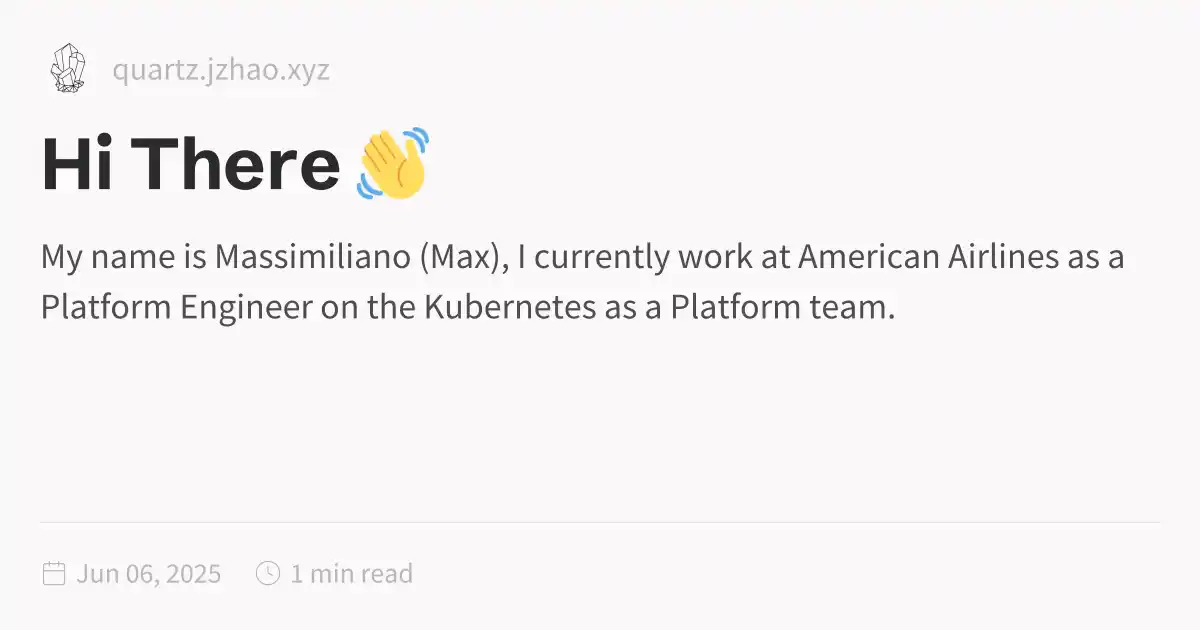 quartz.jzhao.xyz
Hi There 👋
My name is Massimiliano (Max), I currently work at American Airlines as a
Platform Engineer on the Kubernetes as a Platform team.
Jun 06, 2025 1 min read